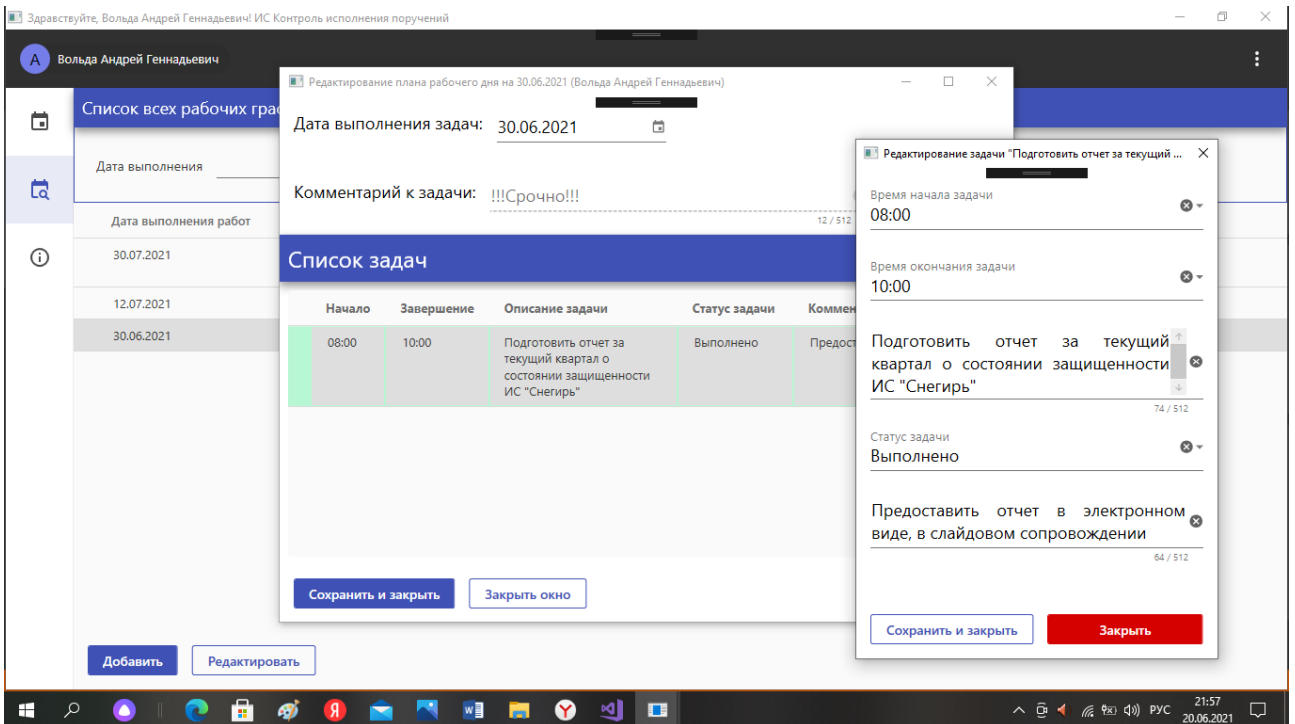 Здравствуйте, Вольда Андрей Геннадьевич! ИС Контроль исполнения поручений
А
Вольда Андрей Геннадьевич
Список всех рабочих гра
Дата выполнения
Дата выполнения работ
30.07.2021
12.07.2021
30.06.2021
Добавить
Редактировать
Редактирование плана рабочего дня на 30.06.2021 (Вольда Андрей Геннадьевич)
Дата выполнения задач:
30.06.2021
Комментарий к задачи:
!!!Срочно!!!
12 / 512
Список задач
Начало
Завершение
Описание задачи
Статус задачи
Коммен
08:00
10:00
Подготовить отчет за
текущий квартал о
состоянии защищенности
ИС "Снегирь"
Выполнено
Предост
Сохранить и закрыть
Закрыть окно
Редактирование задачи "Подготовить отчет за текущий ...
Время начала задачи
08:00
Время окончания задачи
10:00
Подготовить отчет за текущий
квартал о состоянии защищенности
ИС "Снегирь"
74 / 512
Статус задачи
Выполнено
Предоставить отчет в электронном
виде, в слайдовом сопровождении
64 / 512
Сохранить и закрыть
Закрыть
РУС
21:57
20.06.2021